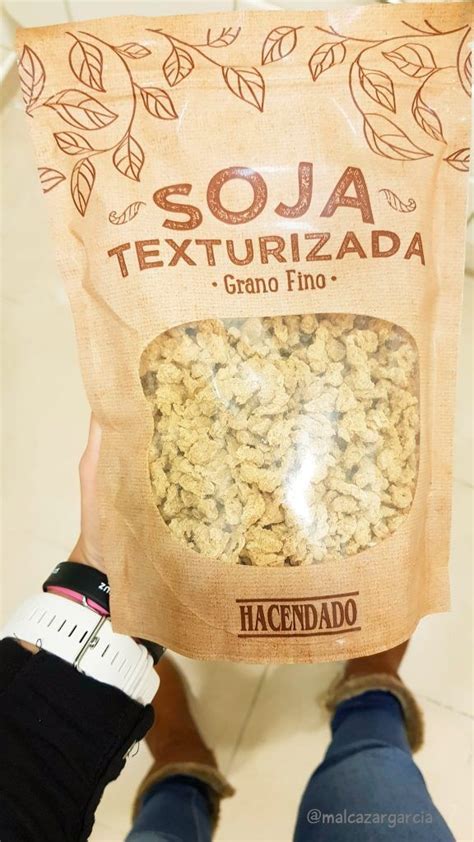 SOJA
TEXTURIZADA
· Grano Fino ·
HACENDADO
@malcazargarcia